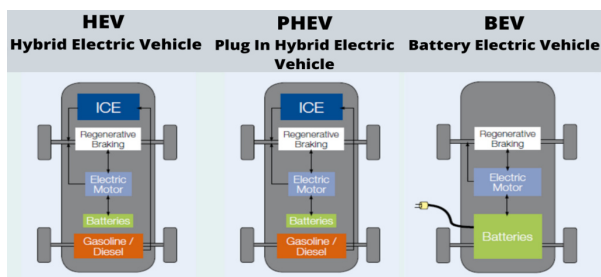 HEV
Hybrid Electric Vehicle
PHEV
Plug In Hybrid Electric
Vehicle
BEV
Battery Electric Vehicle
ICE
Regenerative
Braking
Electric
Motor
Batteries
Gasoline /
Diesel
ICE
Regenerative
Braking
Electric
Motor
Batteries
Gasoline /
Diesel
Regenerative
Braking
Electric
Motor
Batteries